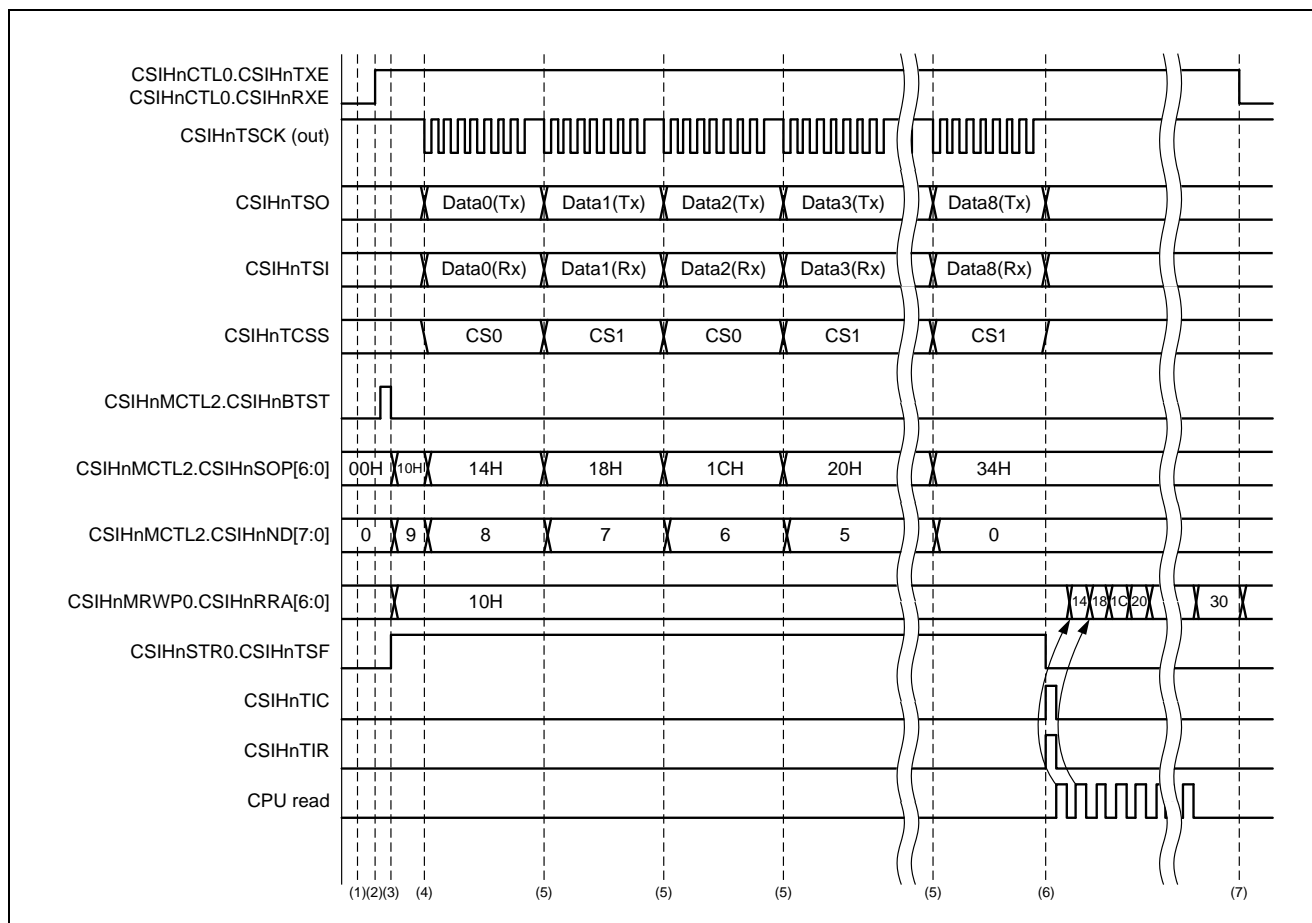 CSIHnCTL0.CSIHnTXE
CSIHnCTL0.CSIHnRXE
CSIHnTSCK (out)
CSIHnTSO Data0(Tx) Data1(Tx) Data2(Tx) Data3(Tx) Data8(Tx)
CSIHnTSI Data0(Rx) Data1(Rx) Data2(Rx) Data3(Rx) Data8(Rx)
CSIHnTCSS CS0 CS1 CS0 CS1 CS1
CSIHnMCTL2.CSIHnBTST
CSIHnMCTL2.CSIHnSOP[6:0] 00H 10H 14H 18H 1CH 20H 34H
CSIHnMCTL2.CSIHnND[7:0] 0 9 8 7 6 5 0
CSIHnMRWP0.CSIHnRRA[6:0] 10H 14 18 1C 20 30
CSIHnSTR0.CSIHnTSF
CSIHnTIC
CSIHnTIR
CPU read
(1) (2) (3) (4) (5) (5) (5) (5) (6) (7)